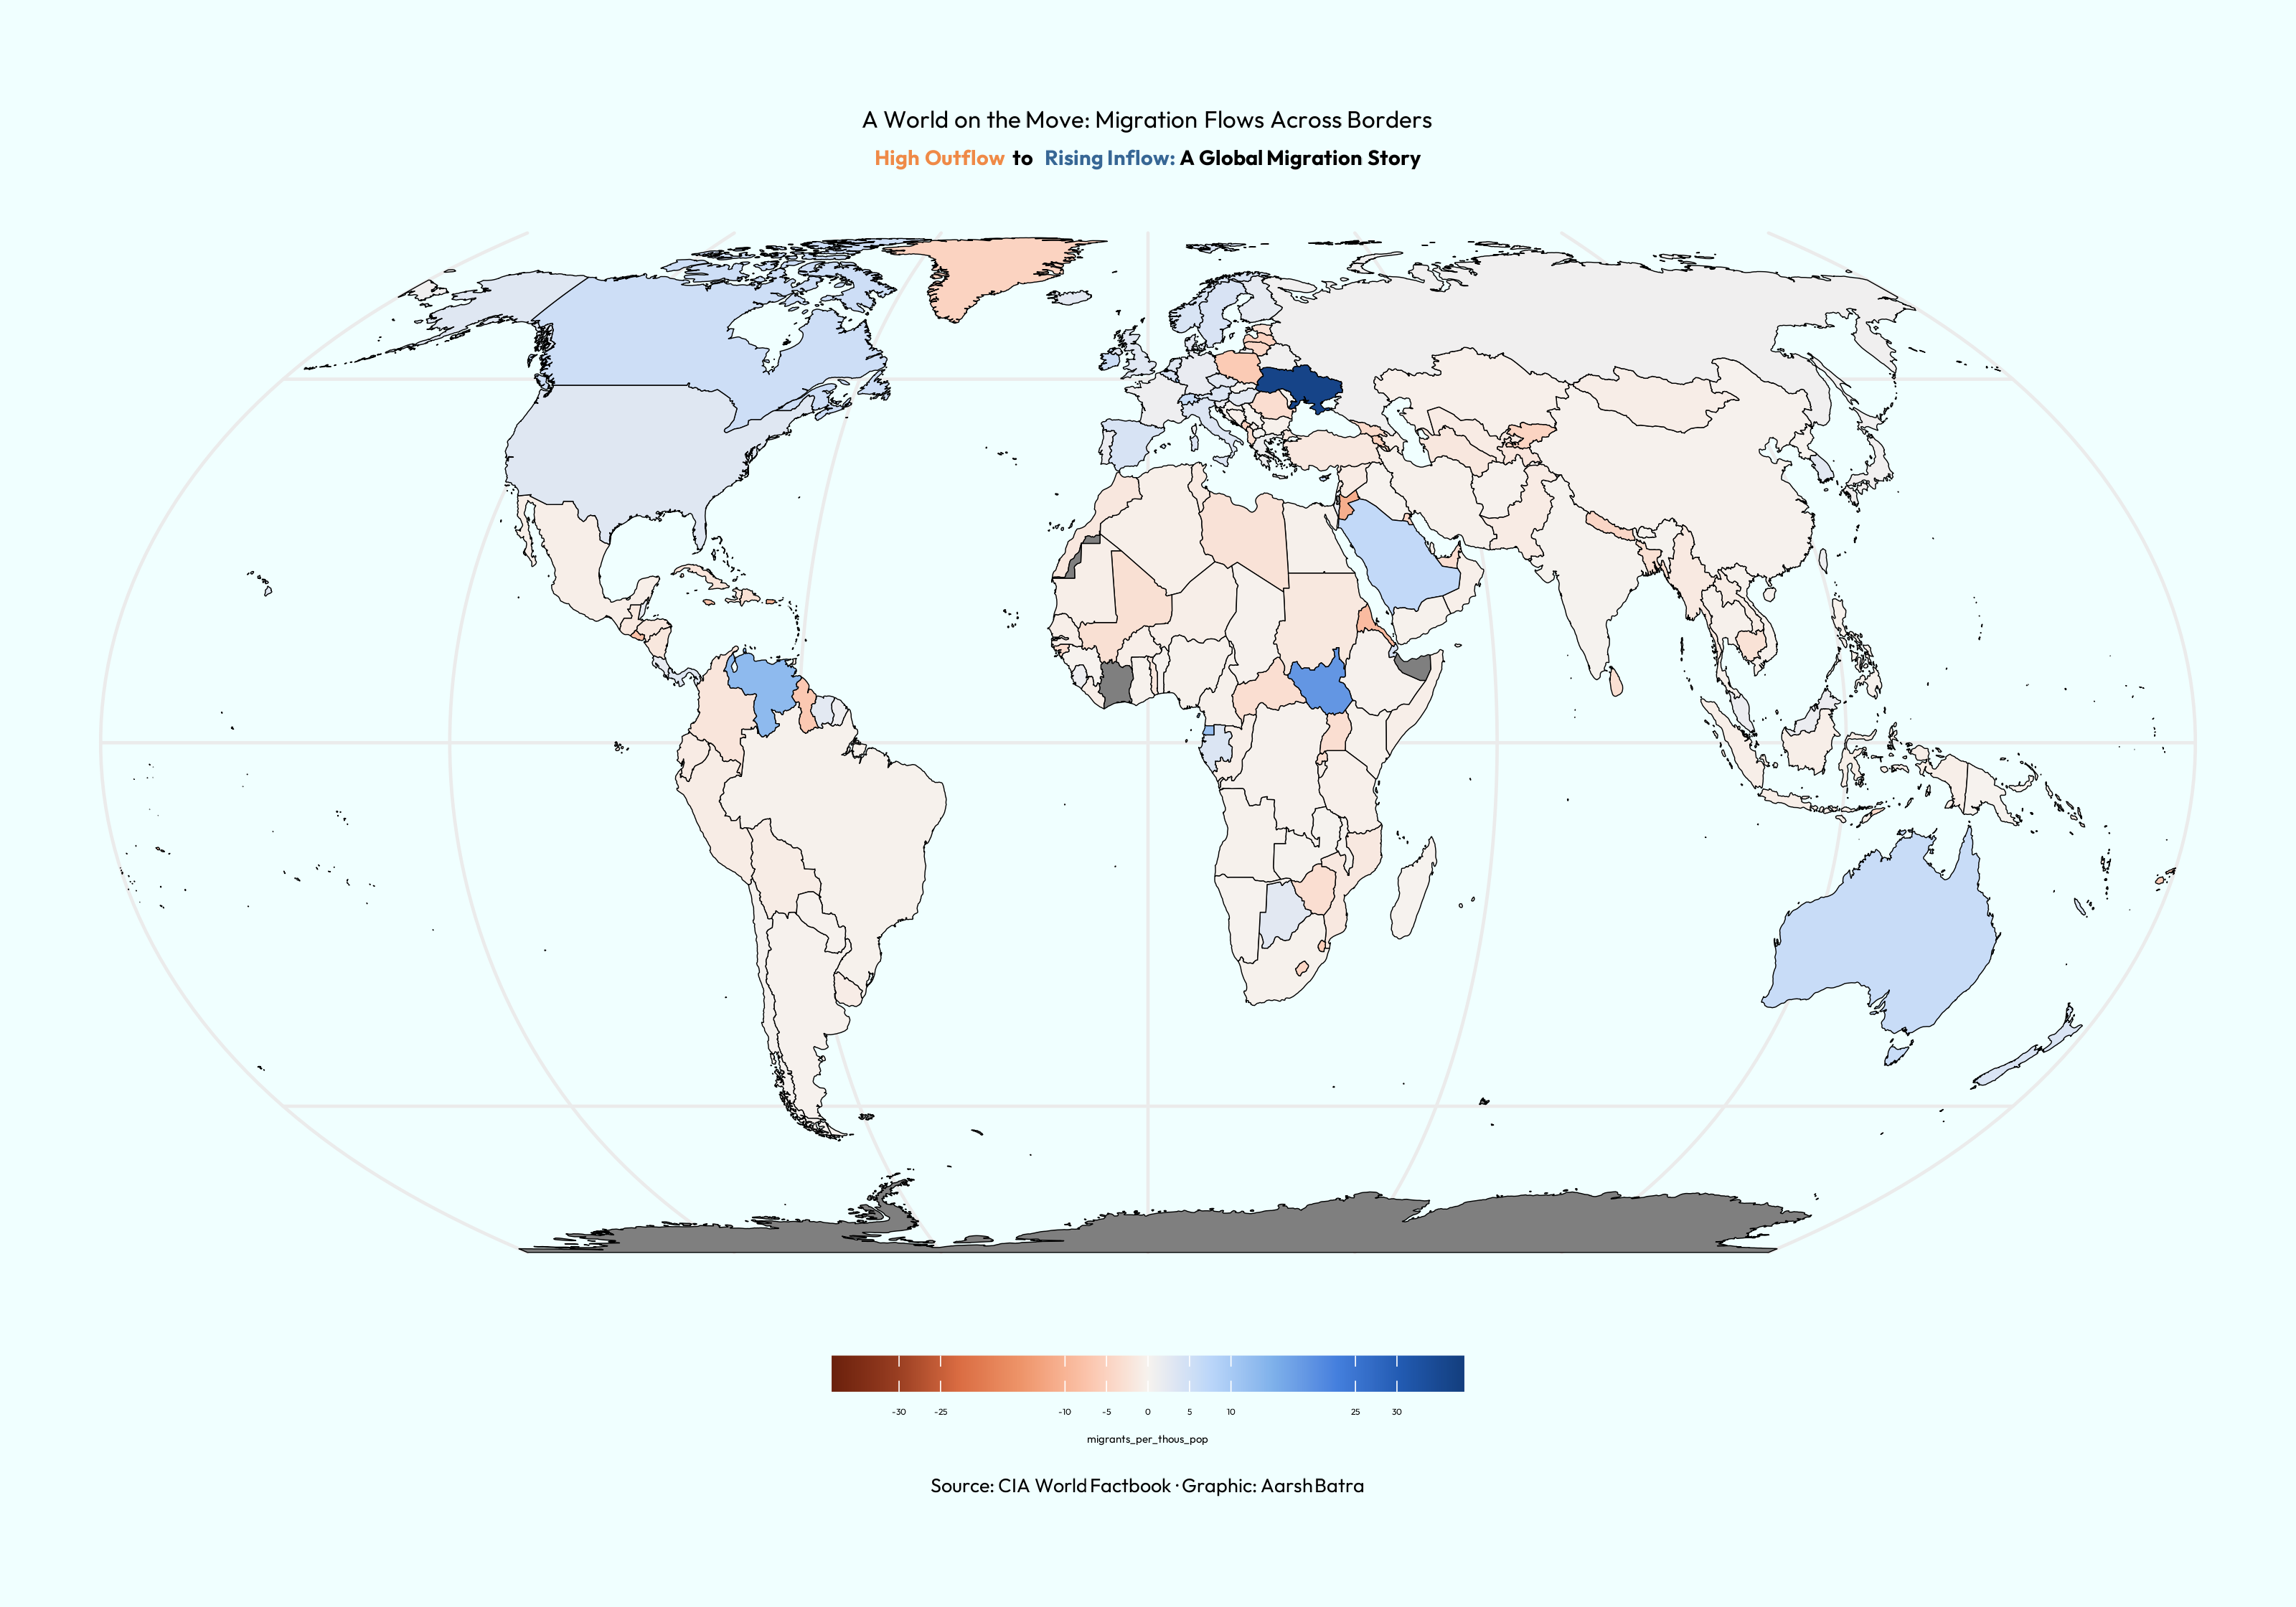 A World on the Move: Migration Flows Across Borders
High Outflow to Rising Inflow: A Global Migration Story
-30 -25 -10 -5 0 5 10 25 30
migrants_per_thous_pop
Source: CIA World Factbook · Graphic: Aarsh Batra